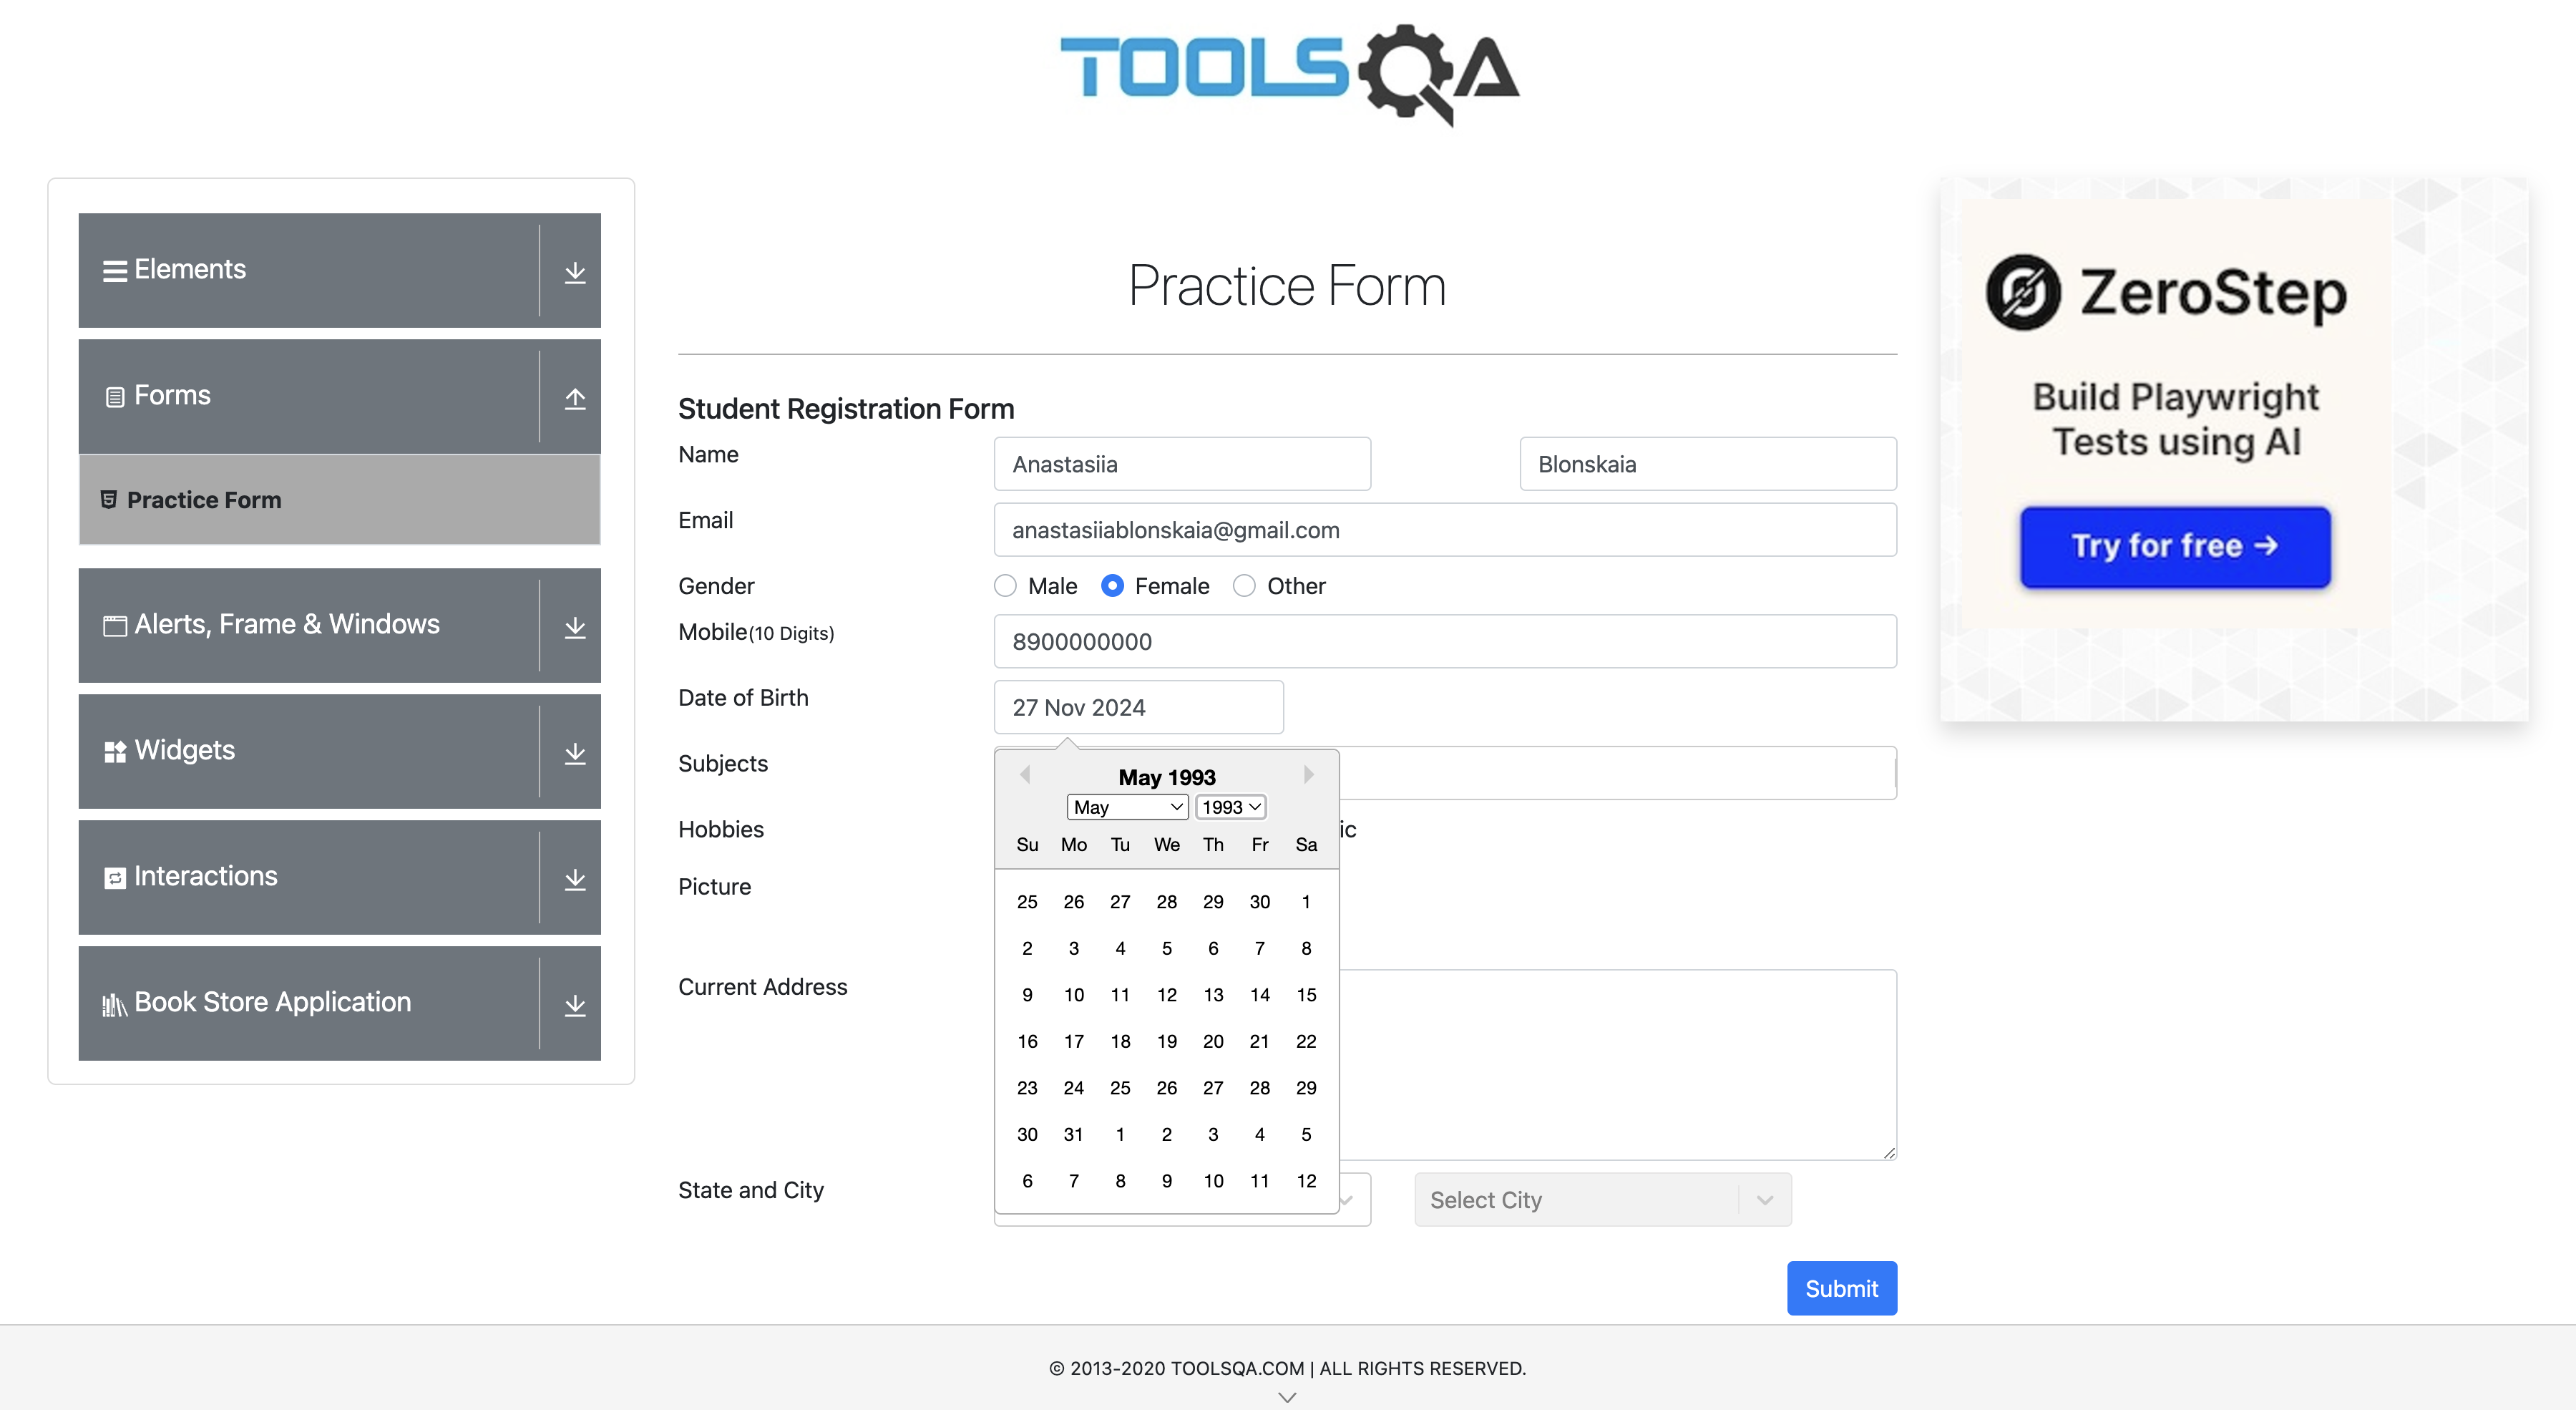 TOOLSQA
Elements
Forms
Practice Form
Alerts, Frame & Windows
Widgets
Interactions
Book Store Application
Practice Form
Student Registration Form
Name Anastasiia Blonskaia
Email anastasiiablonskaia@gmail.com
Gender Male Female Other
Mobile(10 Digits) 8900000000
Date of Birth 27 Nov 2024
Subjects
Hobbies ic
Picture
Current Address
State and City Select City
May 1993
May 1993
Su Mo Tu We Th Fr Sa
25 26 27 28 29 30 1
2 3 4 5 6 7 8
9 10 11 12 13 14 15
16 17 18 19 20 21 22
23 24 25 26 27 28 29
30 31 1 2 3 4 5
6 7 8 9 10 11 12
Submit
ZeroStep
Build Playwright
Tests using AI
Try for free →
© 2013-2020 TOOLSQA.COM | ALL RIGHTS RESERVED.